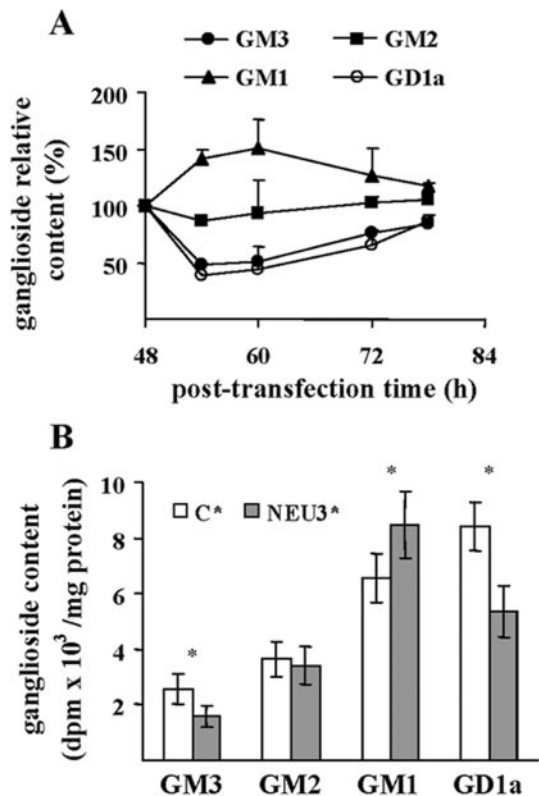 A
GM3 GM2
GM1 GD1a
ganglioside relative
content (%)
200
150
100
50
48 60 72 84
post-transfection time (h)
B
ganglioside content
(dpm x 10³ /mg protein)
10
8
6
4
2
C* NEU3*
* * *
GM3 GM2 GM1 GD1a